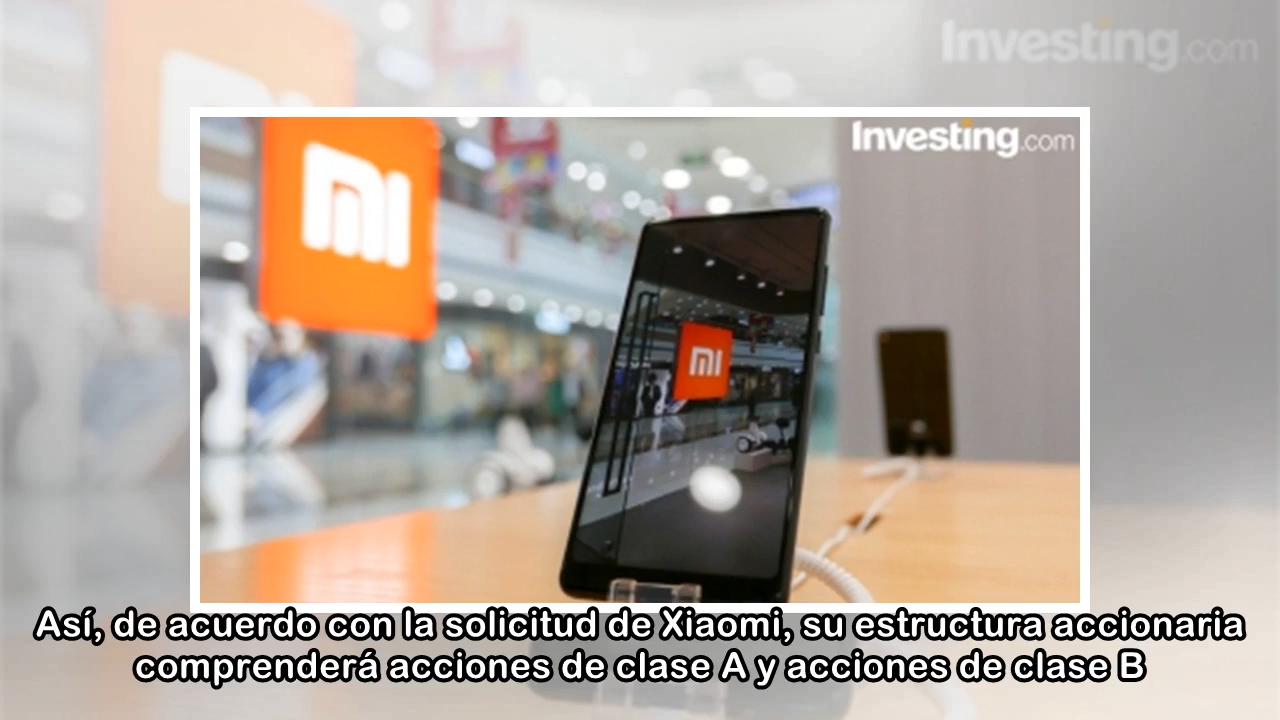 Investing.com
Investing.com
mi
mi
Así, de acuerdo con la solicitud de Xiaomi, su estructura accionaria
comprenderá acciones de clase A y acciones de clase B